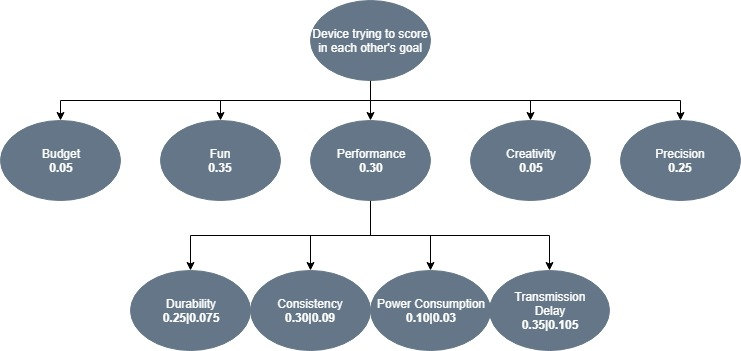 Device trying to score
in each other's goal
Budget
0.05
Fun
0.35
Performance
0.30
Creativity
0.05
Precision
0.25
Durability
0.25|0.075
Consistency
0.30|0.09
Power Consumption
0.10|0.03
Transmission
Delay
0.35|0.105